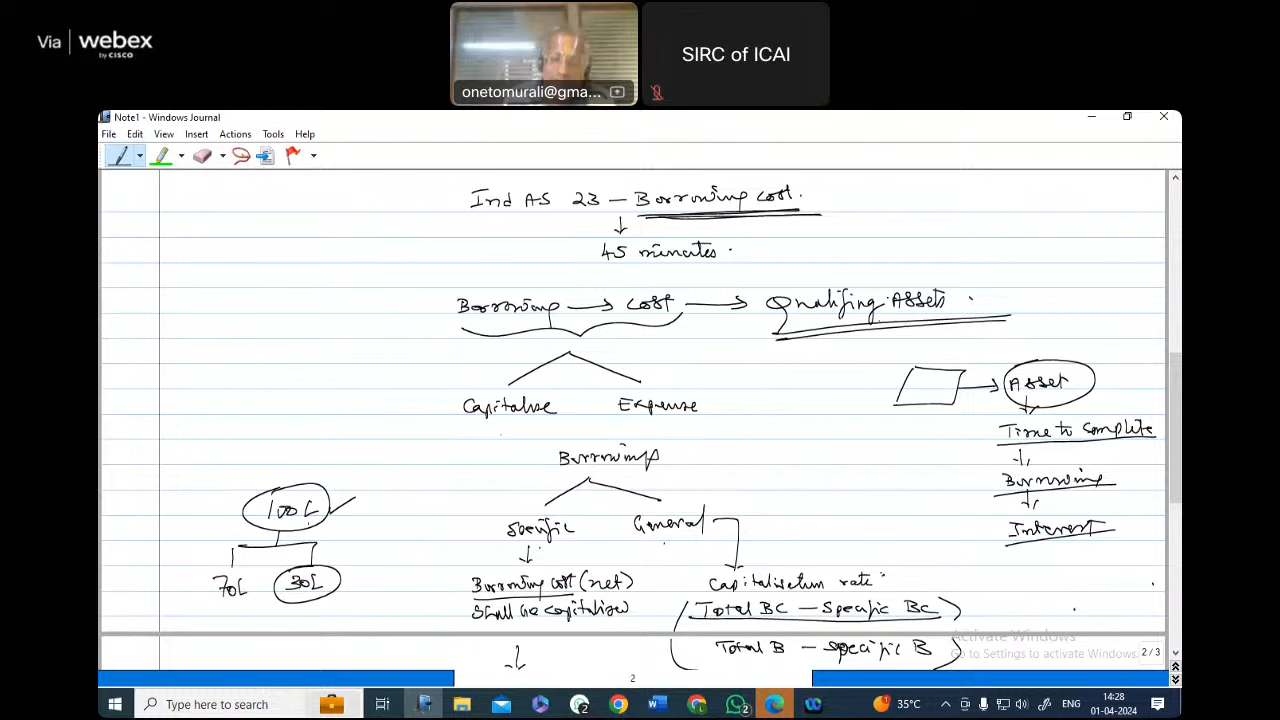 Via webex
by CISCO
onetomurali@gma...
SIRC of ICAI
Note1 - Windows Journal
File Edit View Insert Actions Tools Help
Ind AS 23 — Borrowing cost.
↓
45 minutes.
Borrowing → cost → Qualifing Assets.
Capitalise Expense
→ Asset
↓
Time to complete
↓
Borrowing
↓
Interest
Borrowings
Specific General
100L ✓
70L 30L
↓
Borrowing cost (net)
Shall be capitalised
↓
Capitalisation rate:
(Total BC — Specific BC)
(Total B — specific B)
Activate Windows
Go to Settings to activate Windows.
2 / 3
2
Type here to search
2
2
1
35°C
14:28
01-04-2024